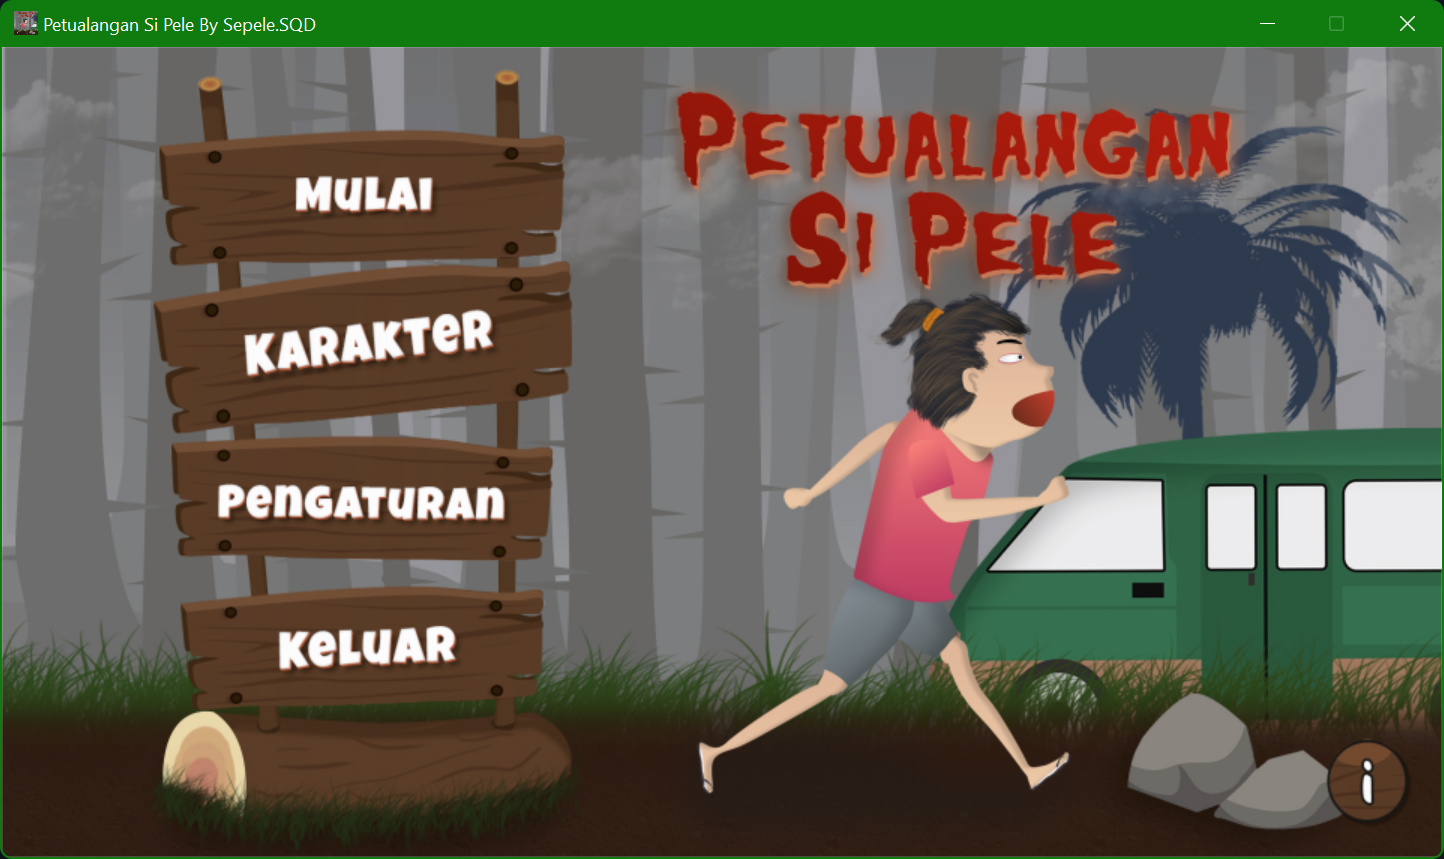 Petualangan Si Pele By Sepele.SQD
Petualangan
Si Pele
Mulai
Karakter
Pengaturan
Keluar
i